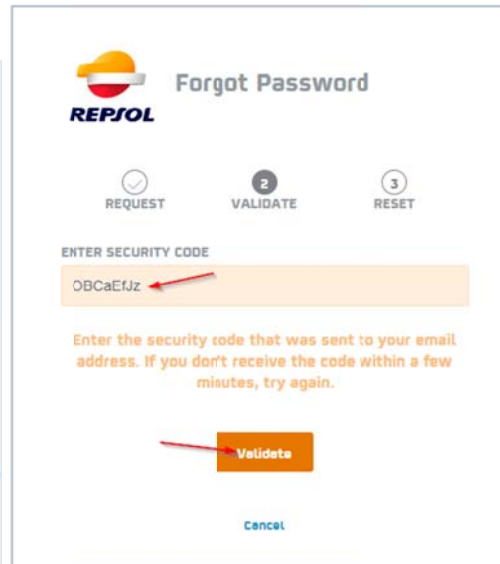 Forgot Password
REPSOL
REQUEST
2
VALIDATE
3
RESET
ENTER SECURITY CODE
OBCaEfJz
Enter the security code that was sent to your email
address. If you don't receive the code within a few
minutes, try again.
Validate
Cancel